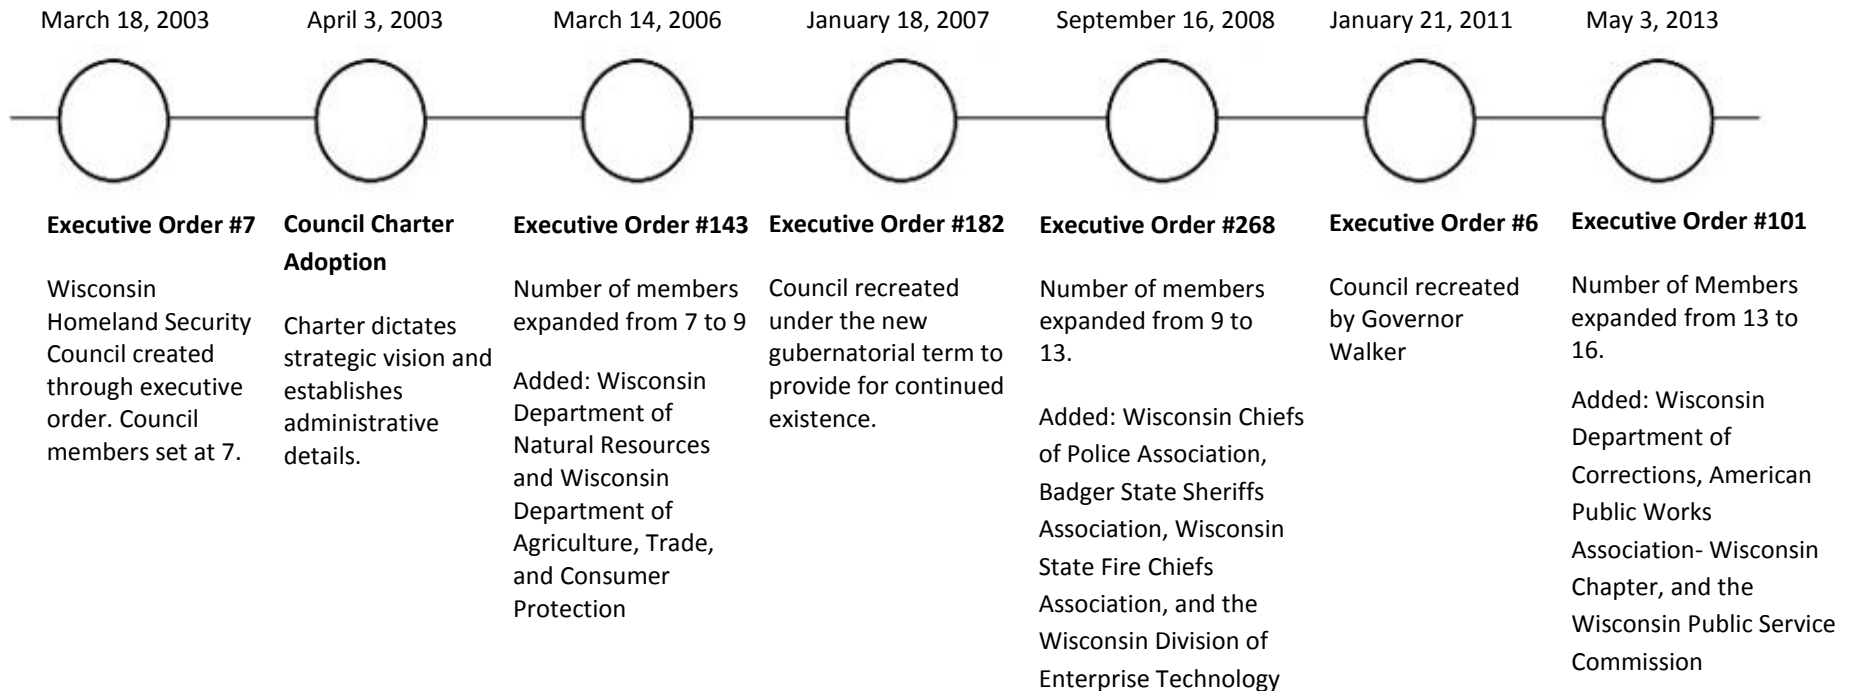 March 18, 2003
April 3, 2003
March 14, 2006
January 18, 2007
September 16, 2008
January 21, 2011
May 3, 2013
Executive Order #7
Wisconsin
Homeland Security
Council created
through executive
order. Council
members set at 7.
Council Charter
Adoption
Charter dictates
strategic vision and
establishes
administrative
details.
Executive Order #143
Number of members
expanded from 7 to 9
Added: Wisconsin
Department of
Natural Resources
and Wisconsin
Department of
Agriculture, Trade,
and Consumer
Protection
Executive Order #182
Council recreated
under the new
gubernatorial term to
provide for continued
existence.
Executive Order #268
Number of members
expanded from 9 to
13.
Added: Wisconsin Chiefs
of Police Association,
Badger State Sheriffs
Association, Wisconsin
State Fire Chiefs
Association, and the
Wisconsin Division of
Enterprise Technology
Executive Order #6
Council recreated
by Governor
Walker
Executive Order #101
Number of Members
expanded from 13 to
16.
Added: Wisconsin
Department of
Corrections, American
Public Works
Association- Wisconsin
Chapter, and the
Wisconsin Public Service
Commission